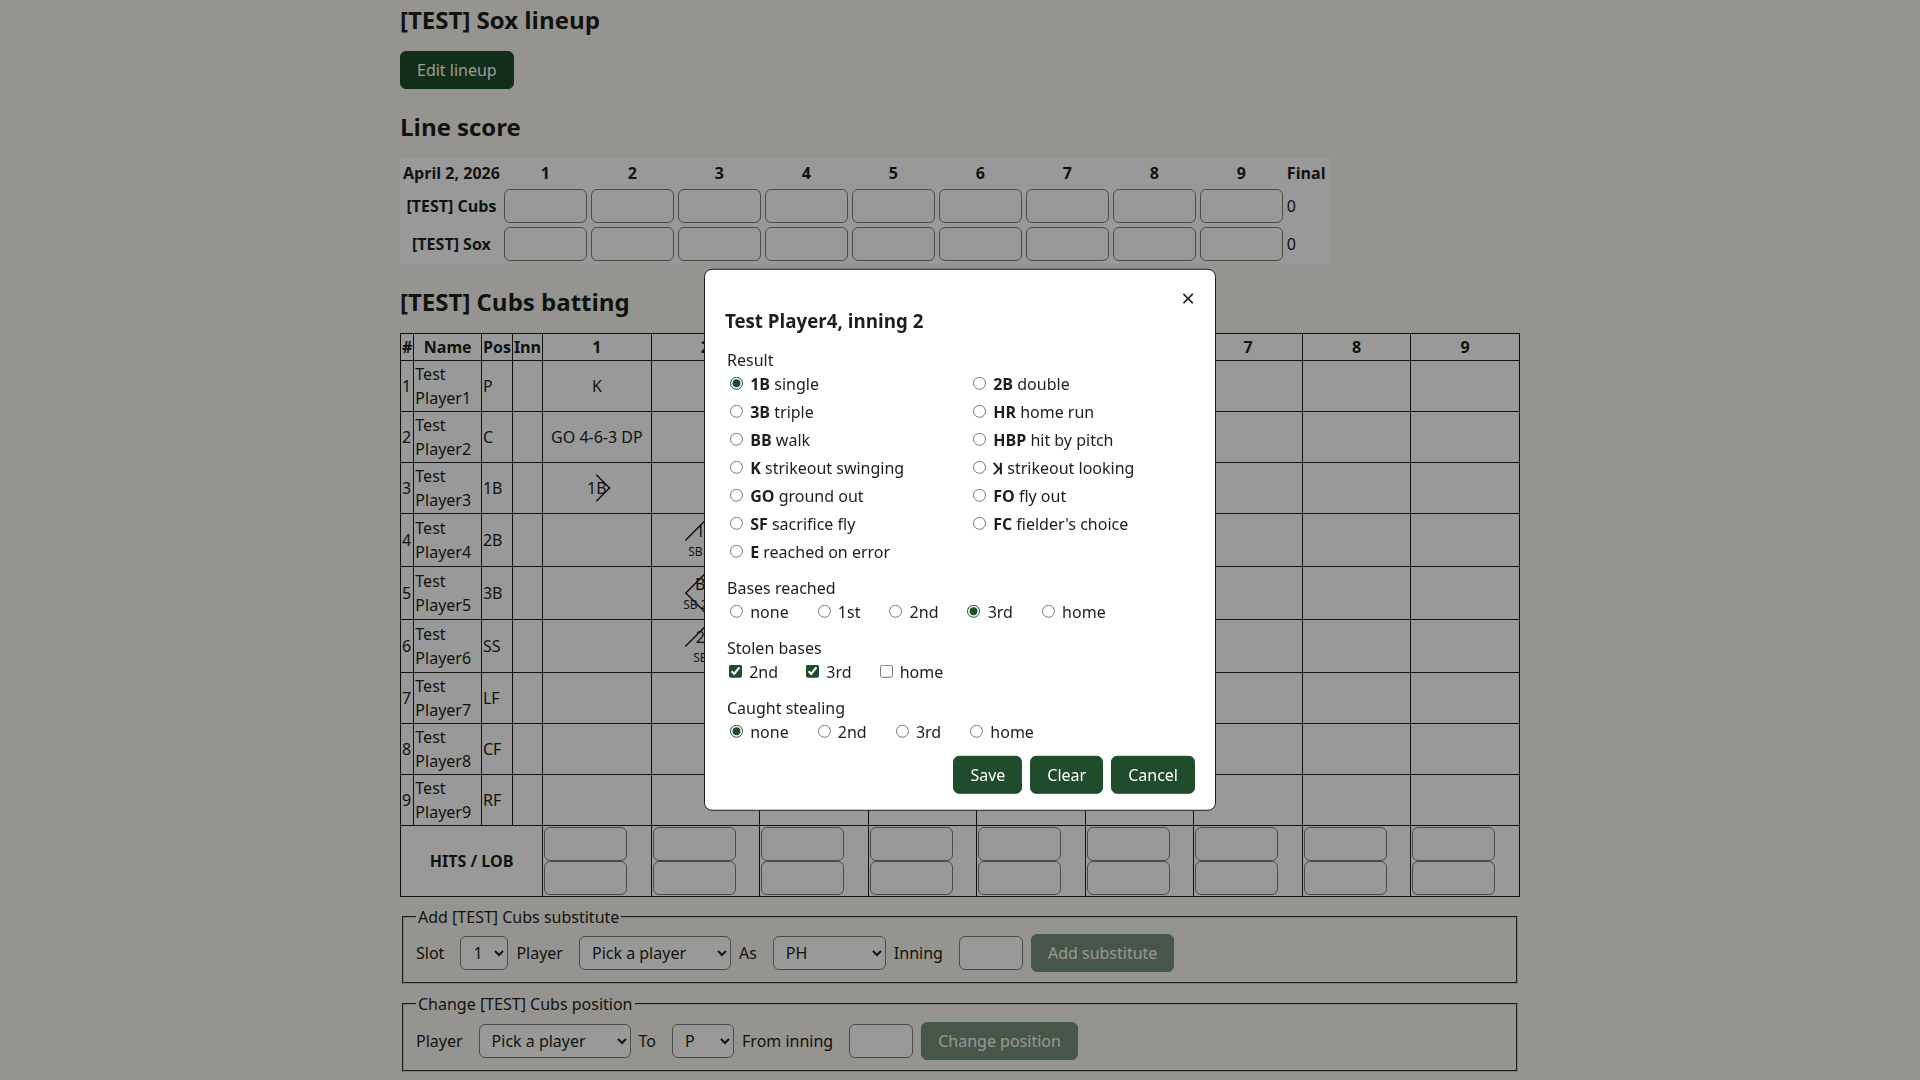 [TEST] Sox lineup
Edit lineup
Line score
April 2, 2026 1 2 3 4 5 6 7 8 9 Final
[TEST] Cubs 0
[TEST] Sox 0
[TEST] Cubs batting
# Name Pos Inn 1 7 8 9
1 Test Player1 P K
2 Test Player2 C GO 4-6-3 DP
3 Test Player3 1B 1B
4 Test Player4 2B SB
5 Test Player5 3B SB
6 Test Player6 SS
7 Test Player7 LF
8 Test Player8 CF
9 Test Player9 RF
HITS / LOB
×
Test Player4, inning 2
Result
1B single 2B double
3B triple HR home run
BB walk HBP hit by pitch
K strikeout swinging ꓘ strikeout looking
GO ground out FO fly out
SF sacrifice fly FC fielder's choice
E reached on error
Bases reached
none 1st 2nd 3rd home
Stolen bases
2nd 3rd home
Caught stealing
none 2nd 3rd home
Save Clear Cancel
Add [TEST] Cubs substitute
Slot 1 Player Pick a player As PH Inning Add substitute
Change [TEST] Cubs position
Player Pick a player To P From inning Change position